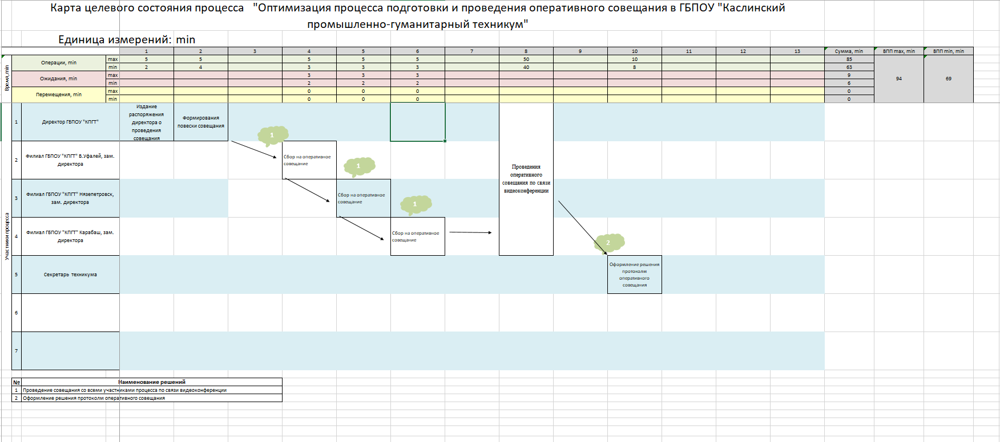 Карта целевого состояния процесса "Оптимизация процесса подготовки и проведения оперативного совещания в ГБПОУ "Каслинский
промышленно-гуманитарный техникум"
Единица измерений: min
1 2 3 4 5 6 7 8 9 10 11 12 13 Сумма, min ВПП max, min ВПП min, min
Время,min
Операции, min
max 5 5 5 5 5 50 10 85
min 2 4 3 3 3 40 8 63
Ожидания, min
max 3 3 3 9
min 2 2 2 6
Перемещения, min
max 0 0 0 0
min 0 0 0 0
94
69
Участники процесса
1
Директор ГБПОУ "КПГТ"
Издание
распоряжения
директора о
проведения
совещания
Формирования
повески совещания
1
2
Филиал ГБПОУ "КПГТ" В.Уфалей, зам.
директора
Сбор на оперативное
совещание
1
Проведения
оперативного
совещания по связи
видеоконференции
3
Филиал ГБПОУ "КПГТ" Нязепетровск,
зам. директора
Сбор на оперативное
совещание
1
4
Филиал ГБПОУ "КПГТ" Карабаш, зам.
директора
Сбор на оперативное
совещание
2
5
Секретарь техникума
Оформление решения
протоколм
оперативного
совещания
6
7
№ Наименование решений
1 Проведение совещания со всеми участниками процесса по связи видеоконференции
2 Оформление решения протоколм оперативного совещания